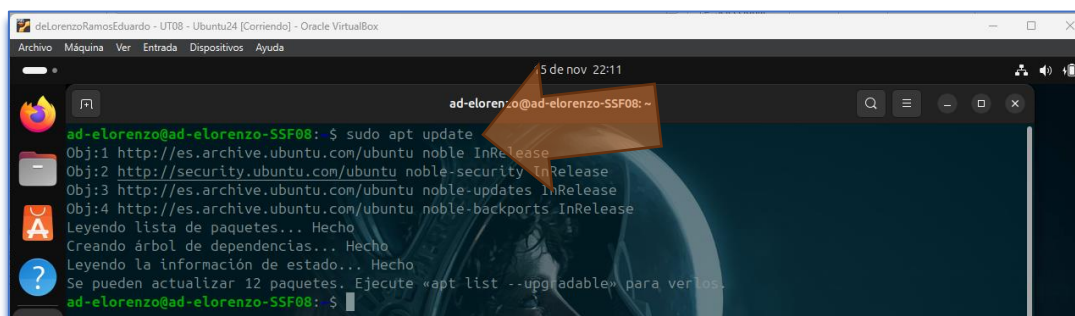 deLorenzoRamosEduardo - UT08 - Ubuntu24 [Corriendo] - Oracle VirtualBox
Archivo Máquina Ver Entrada Dispositivos Ayuda
15 de nov 22:11
ad-elorenzo@ad-elorenzo-SSF08: ~
ad-elorenzo@ad-elorenzo-SSF08:~$ sudo apt update
Obj:1 http://es.archive.ubuntu.com/ubuntu noble InRelease
Obj:2 http://security.ubuntu.com/ubuntu noble-security InRelease
Obj:3 http://es.archive.ubuntu.com/ubuntu noble-updates InRelease
Obj:4 http://es.archive.ubuntu.com/ubuntu noble-backports InRelease
Leyendo lista de paquetes... Hecho
Creando árbol de dependencias... Hecho
Leyendo la información de estado... Hecho
Se pueden actualizar 12 paquetes. Ejecute «apt list --upgradable» para verlos.
ad-elorenzo@ad-elorenzo-SSF08:~$